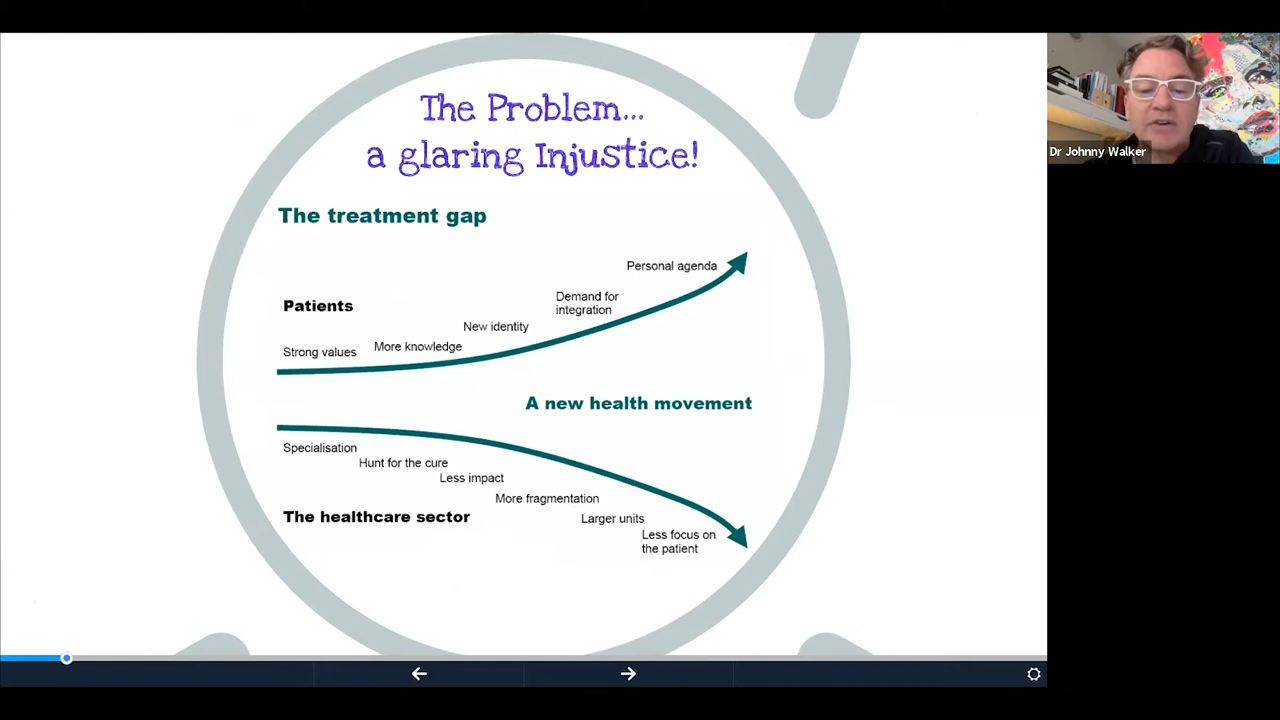 The Problem...
a glaring Injustice!
The treatment gap
Personal agenda
Demand for
integration
Patients
New identity
More knowledge
Strong values
A new health movement
Specialisation
Hunt for the cure
Less impact
More fragmentation
The healthcare sector
Larger units
Less focus on
the patient
Dr Johnny Walker